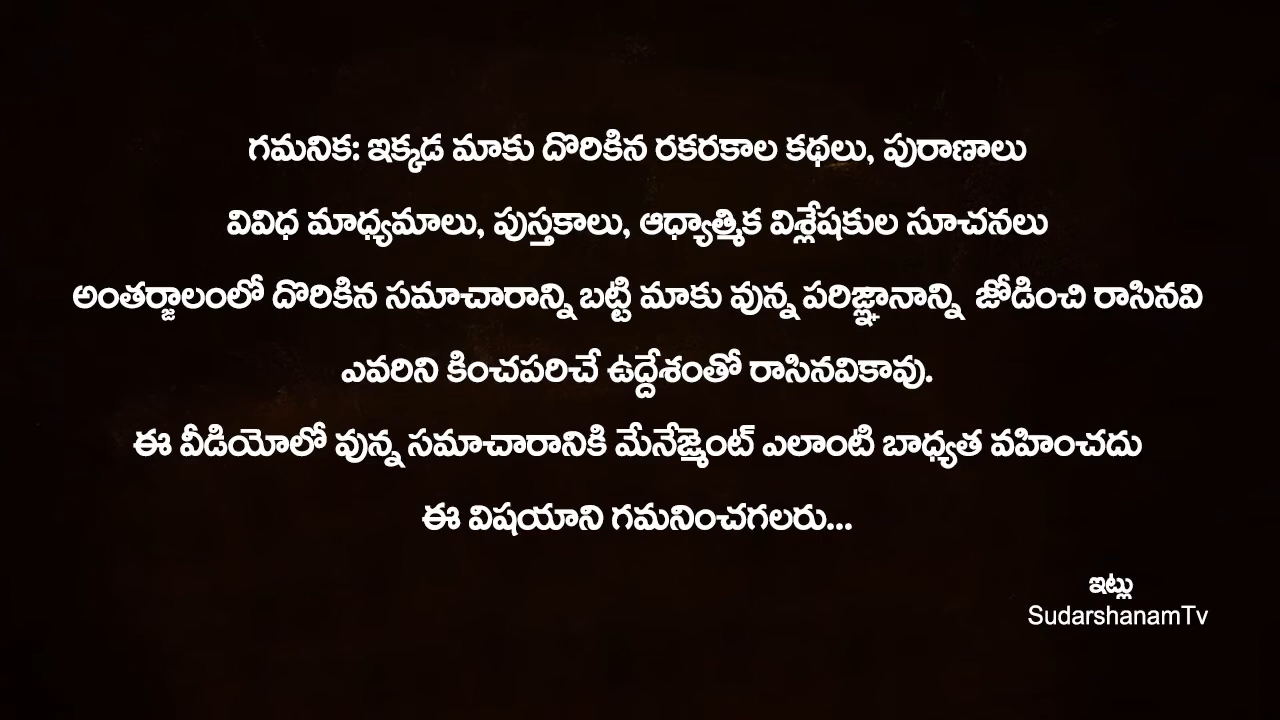 గమనిక: ఇక్కడ మాకు దొరికిన రకరకాల కథలు, పురాణాలు
వివిధ మాధ్యమాలు, పుస్తకాలు, ఆధ్యాత్మిక విశ్లేషకుల సూచనలు
అంతర్జాలంలో దొరికిన సమాచారాన్ని బట్టి మాకు వున్న పరిజ్ఞానాన్ని జోడించి రాసినవి
ఎవరిని కించపరిచే ఉద్దేశంతో రాసినవికావు.
ఈ వీడియోలో వున్న సమాచారానికి మేనేజ్మెంట్ ఎలాంటి బాధ్యత వహించదు
ఈ విషయాని గమనించగలరు...
ఇట్లు
SudarshanamTv